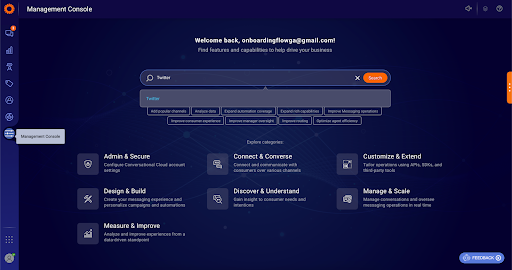 Management Console
Welcome back, onboardingflowga@gmail.com!
Find features and capabilities to help drive your business
Twitter
Search
Twitter
Add popular channels
Analyze data
Expand automation coverage
Expand rich capabilities
Improve Messaging operations
Improve consumer experience
Improve manager oversight
Improve routing
Optimize agent efficiency
Management Console
Explore categories:
Admin & Secure
Configure Conversational Cloud account
settings
Connect & Converse
Connect and communicate with
consumers over various channels
Customize & Extend
Tailor operations using APIs, SDKs, and
third-party tools
Design & Build
Create your messaging experience and
personalize campaigns and automations
Discover & Understand
Gain insight to consumer needs and
intentions
Manage & Scale
Manage conversations and oversee
messaging operations in real time
Measure & Improve
Analyze and improve experiences from a
data-driven standpoint
FEEDBACK